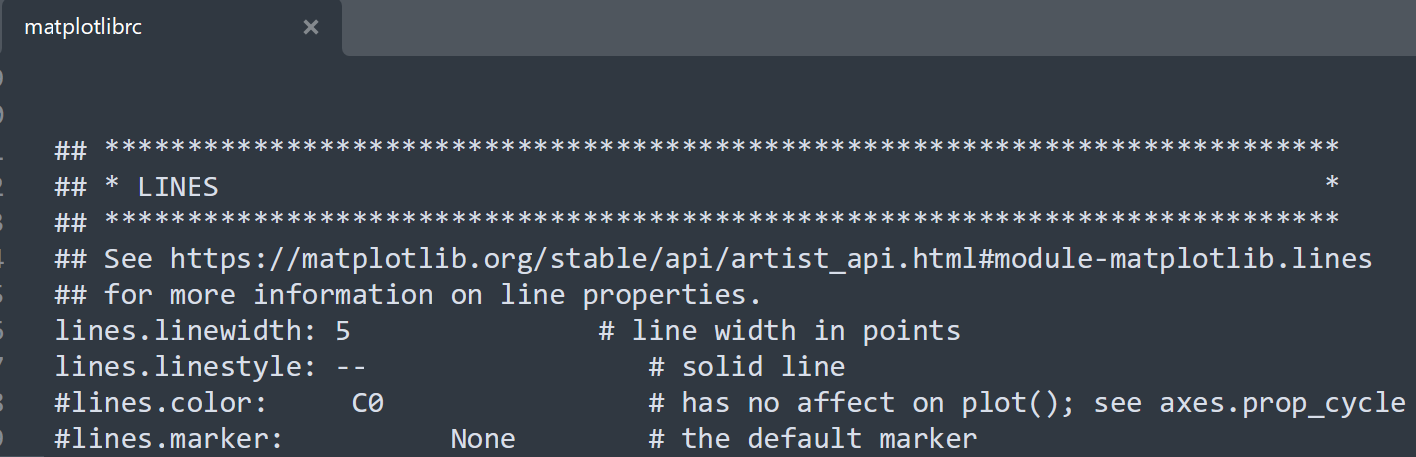 matplotlibrc ×
## ***************************************************************************
## * LINES *
## ***************************************************************************
## See https://matplotlib.org/stable/api/artist_api.html#module-matplotlib.lines
## for more information on line properties.
lines.linewidth: 5 # line width in points
lines.linestyle: -- # solid line
#lines.color: C0 # has no affect on plot(); see axes.prop_cycle
#lines.marker: None # the default marker